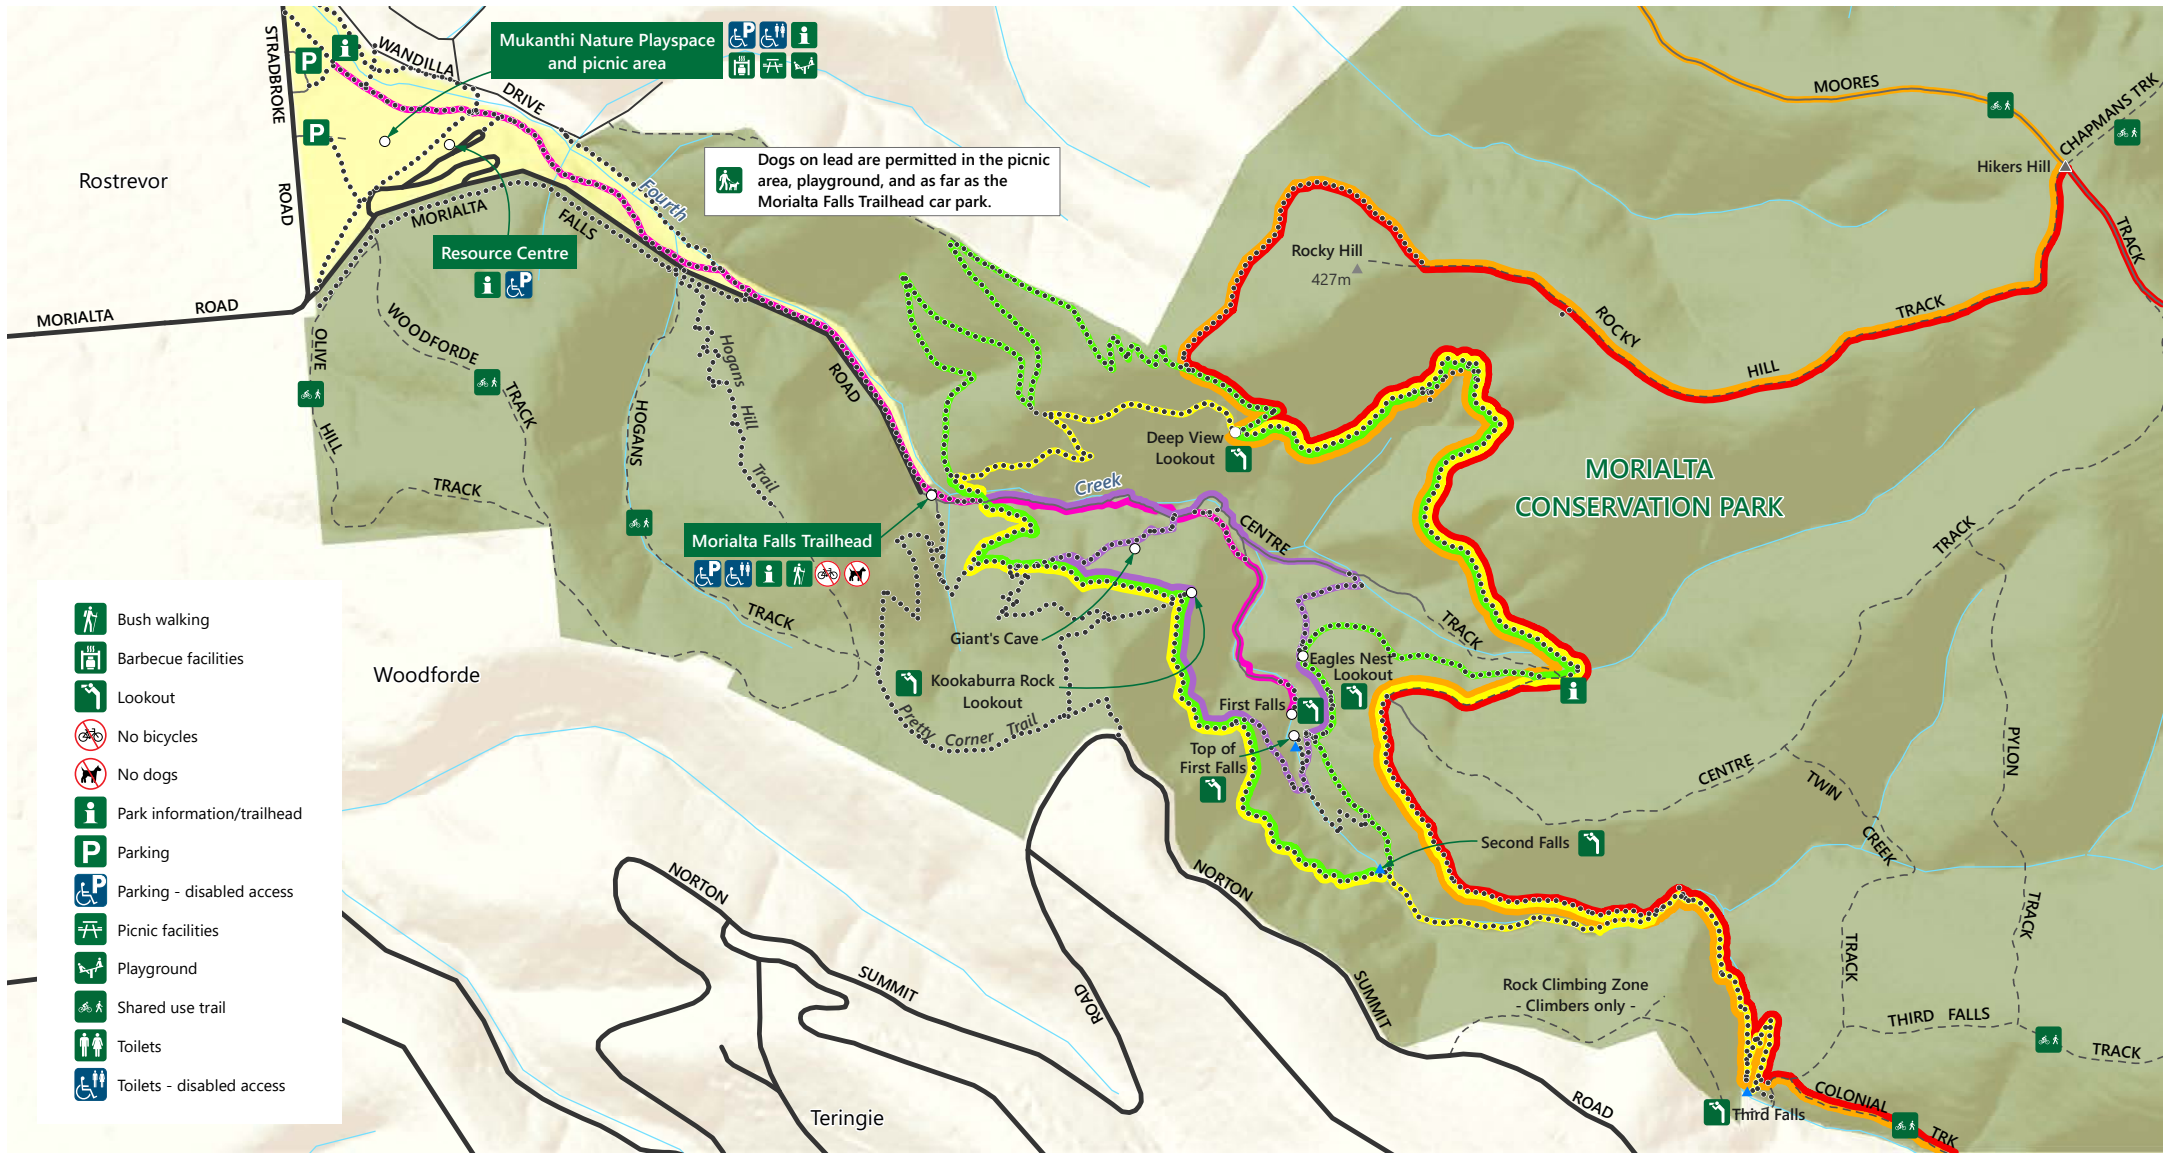 Mukanthi Nature Playspace
and picnic area
WANDILLA
DRIVE
STRADBROKE
ROAD
P
P
i
i
Rostrevor
Dogs on lead are permitted in the picnic
area, playground, and as far as the
Morialta Falls Trailhead car park.
Fourth
MORIALTA
FALLS
ROAD
Resource Centre
i
P
P
MORIALTA
ROAD
OLIVE
HILL
TRACK
WOODFORDE
TRACK
HOGANS
TRACK
Hogans
Hill
Trail
MOORES
CHAPMANS TRK
Hikers Hill
TRACK
Rocky Hill
427m
ROCKY
HILL
TRACK
Deep View
Lookout
Creek
CENTRE
TRACK
MORIALTA
CONSERVATION PARK
Morialta Falls Trailhead
P
i
Giant's Cave
Kookaburra Rock
Lookout
Pretty
Corner
Trail
Eagles Nest
Lookout
First Falls
Top of
First Falls
i
Second Falls
CENTRE
TRACK
PYLON
TRACK
TWIN
CREEK
TRACK
THIRD FALLS
TRACK
Rock Climbing Zone
- Climbers only -
Third Falls
COLONIAL
TRK
Woodforde
NORTON
SUMMIT
ROAD
NORTON
SUMMIT
ROAD
Teringie
Bush walking
Barbecue facilities
Lookout
No bicycles
No dogs
i Park information/trailhead
P Parking
P Parking - disabled access
Picnic facilities
Playground
Shared use trail
Toilets
Toilets - disabled access